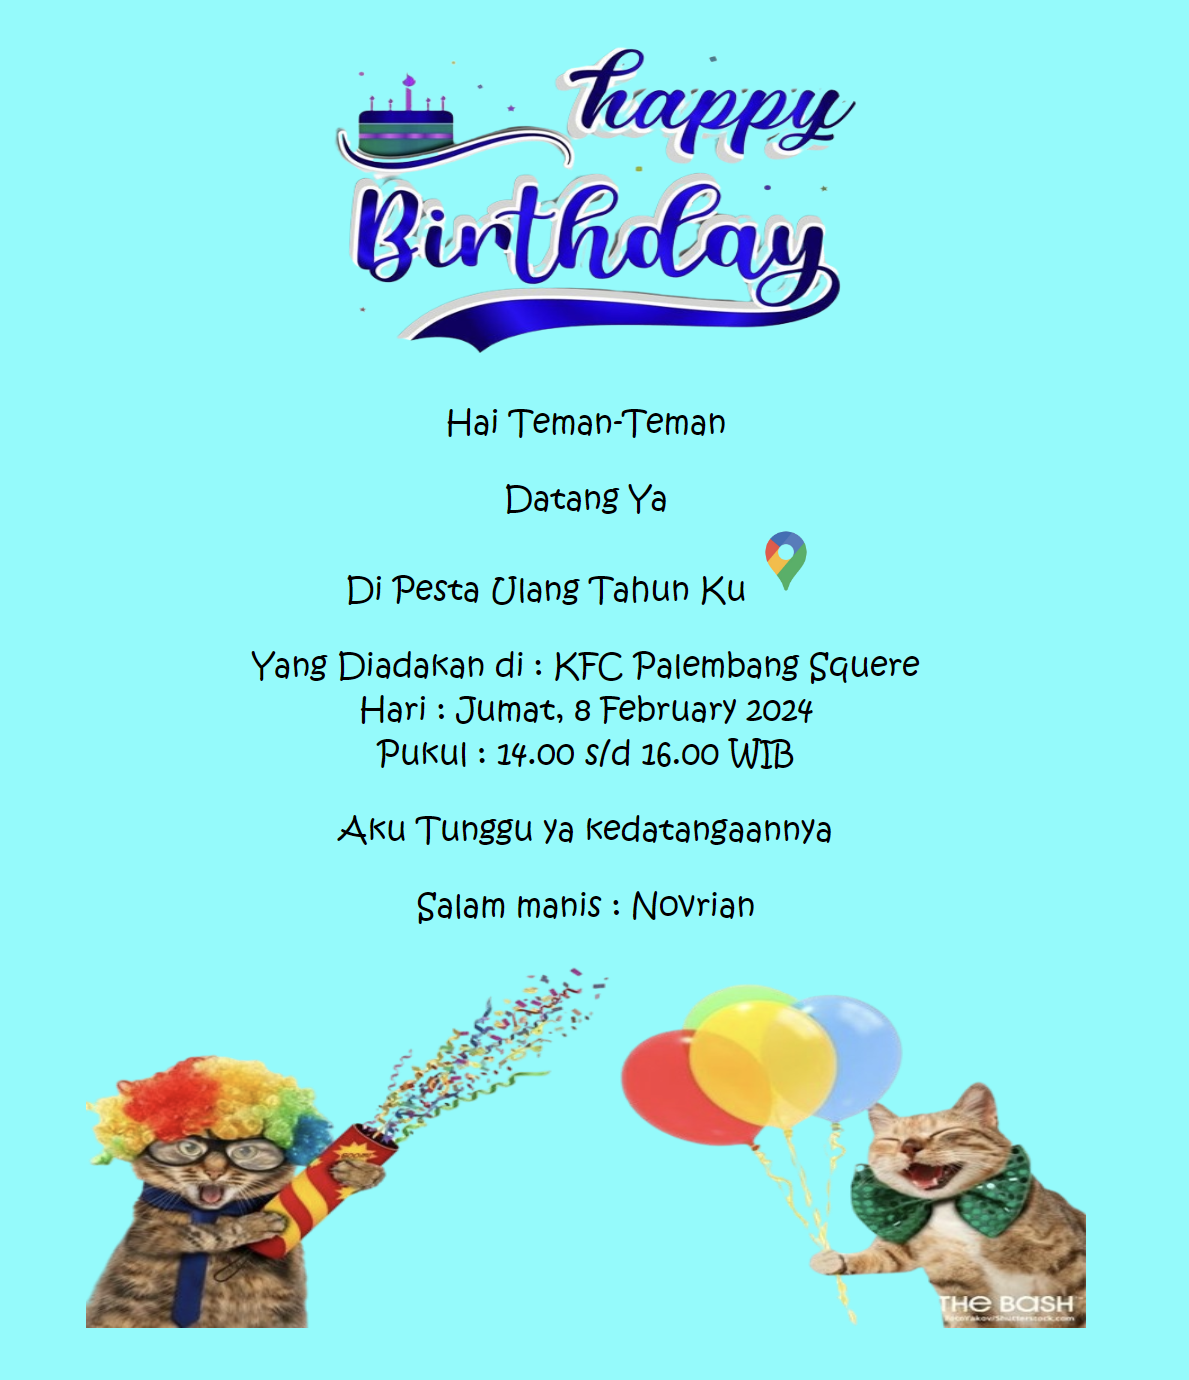 happy
Birthday
Hai Teman-Teman
Datang Ya
Di Pesta Ulang Tahun Ku
Yang Diadakan di : KFC Palembang Squere
Hari : Jumat, 8 February 2024
Pukul : 14.00 s/d 16.00 WIB
Aku Tunggu ya kedatangaannya
Salam manis : Novrian
THE BASH